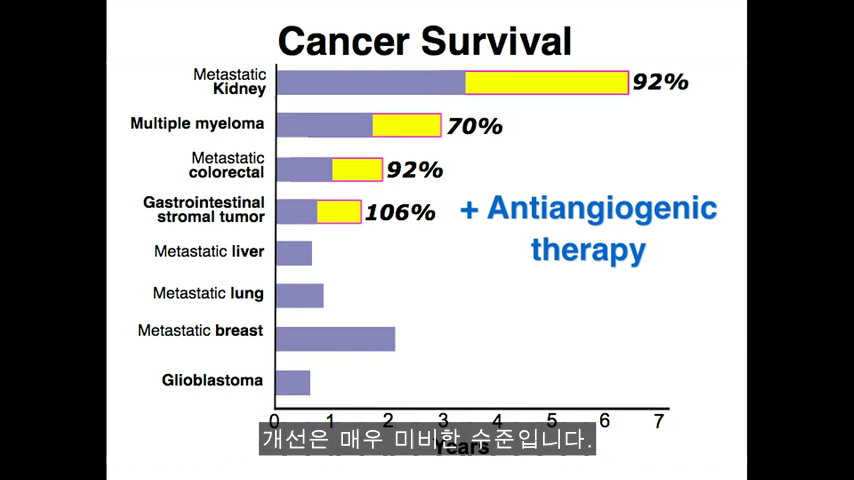 Cancer Survival
Metastatic
Kidney
92%
Multiple myeloma
70%
Metastatic
colorectal
92%
Gastrointestinal
stromal tumor
106%
+ Antiangiogenic
therapy
Metastatic liver
Metastatic lung
Metastatic breast
Glioblastoma
0 1 2 3 4 5 6 7
Years
개선은 매우 미비한 수준입니다.